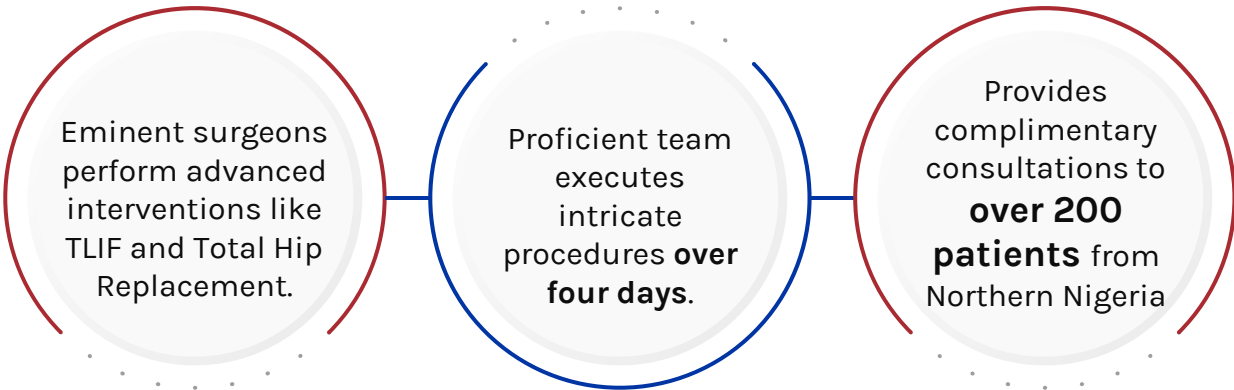 Eminent surgeons
perform advanced
interventions like
TLIF and Total Hip
Replacement.
Proficient team
executes
intricate
procedures over
four days.
Provides
complimentary
consultations to
over 200
patients from
Northern Nigeria